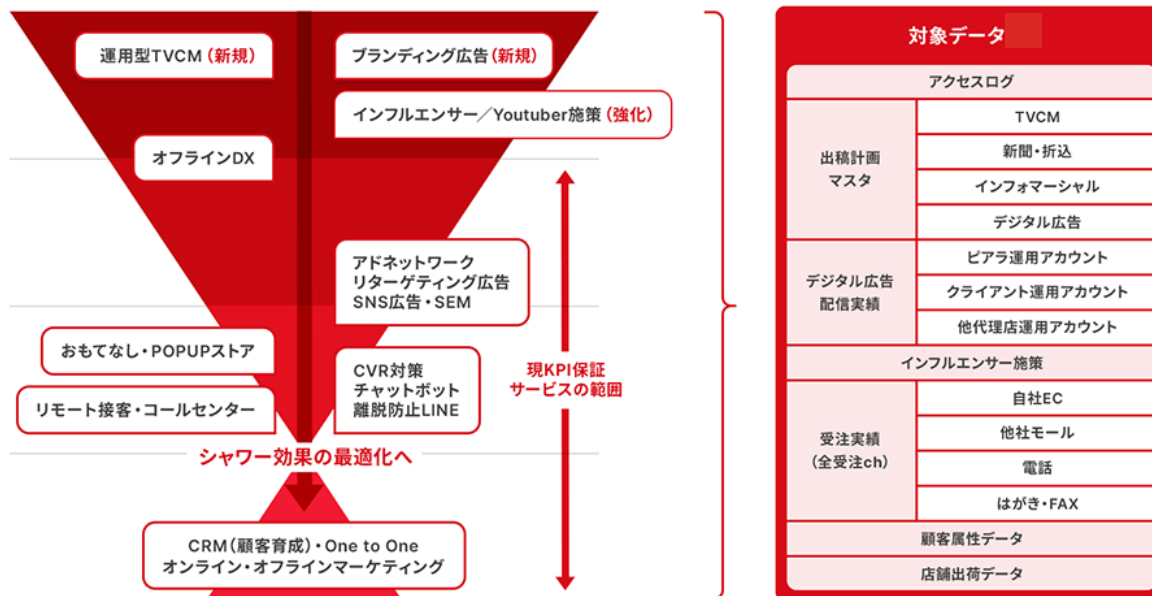 運用型TVCM（新規）
ブランディング広告（新規）
インフルエンサー／Youtuber施策（強化）
オフラインDX
アドネットワーク
リターゲティング広告
SNS広告・SEM
おもてなし・POPUPストア
リモート接客・コールセンター
CVR対策
チャットボット
離脱防止LINE
現KPI保証
サービスの範囲
シャワー効果の最適化へ
CRM（顧客育成）・One to One
オンライン・オフラインマーケティング
対象データ
アクセスログ
出稿計画
マスタ
TVCM
新聞・折込
インフォマーシャル
デジタル広告
デジタル広告
配信実績
ピアラ運用アカウント
クライアント運用アカウント
他代理店運用アカウント
インフルエンサー施策
受注実績
（全受注ch）
自社EC
他社モール
電話
はがき・FAX
顧客属性データ
店舗出荷データ